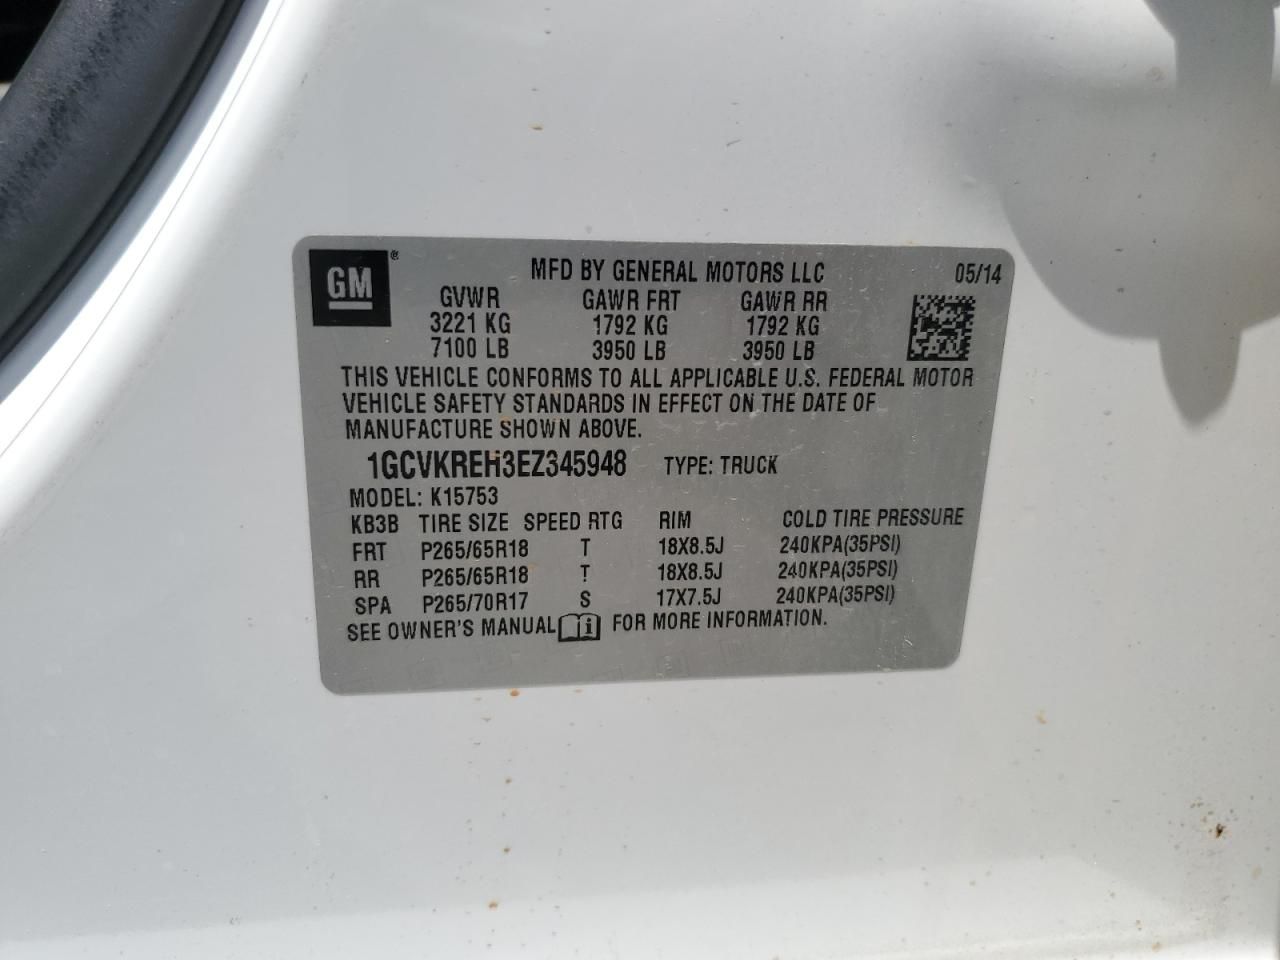 GM ®
MFD BY GENERAL MOTORS LLC 05/14
GVWR GAWR FRT GAWR RR
3221 KG 1792 KG 1792 KG
7100 LB 3950 LB 3950 LB
THIS VEHICLE CONFORMS TO ALL APPLICABLE U.S. FEDERAL MOTOR
VEHICLE SAFETY STANDARDS IN EFFECT ON THE DATE OF
MANUFACTURE SHOWN ABOVE.
1GCVKREH3EZ345948 TYPE: TRUCK
MODEL: K15753
KB3B TIRE SIZE SPEED RTG RIM COLD TIRE PRESSURE
FRT P265/65R18 T 18X8.5J 240KPA(35PSI)
RR P265/65R18 T 18X8.5J 240KPA(35PSI)
SPA P265/70R17 S 17X7.5J 240KPA(35PSI)
SEE OWNER'S MANUAL i FOR MORE INFORMATION.